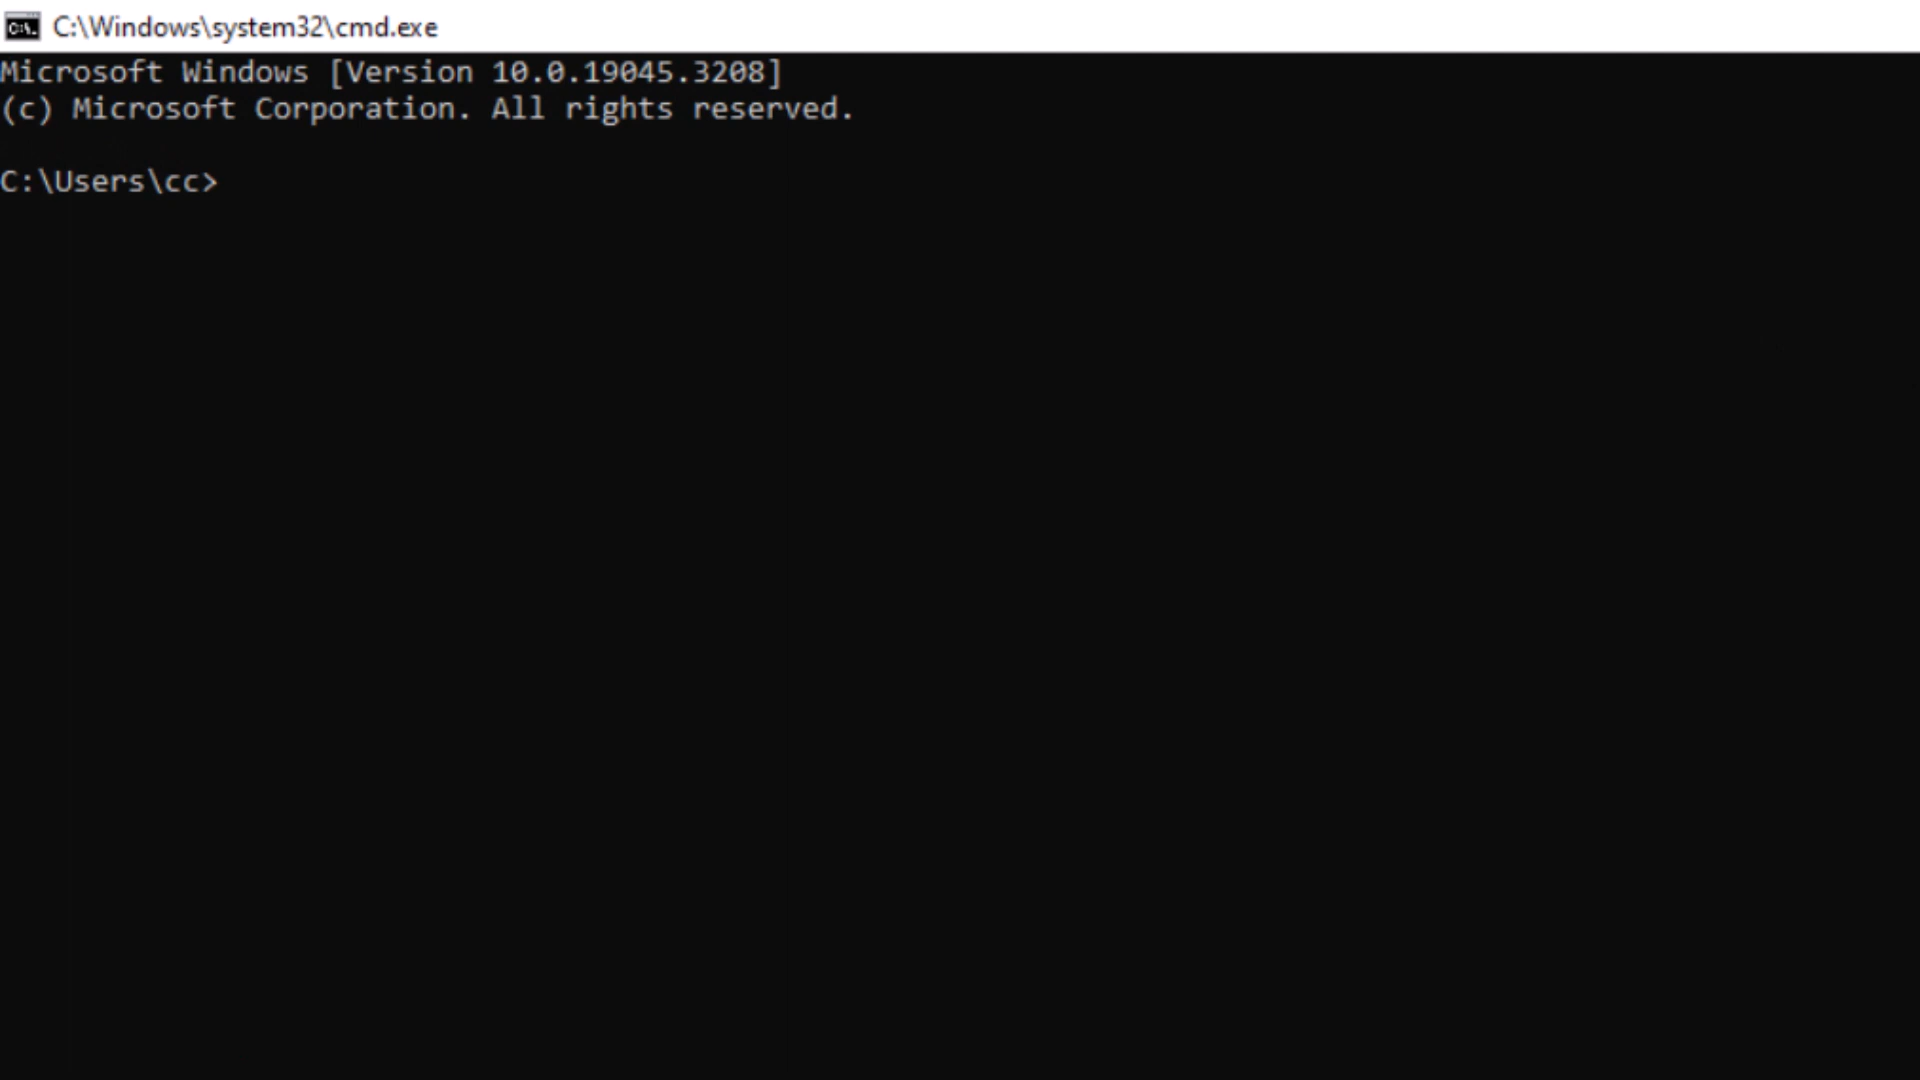 C:\Windows\system32\cmd.exe
Microsoft Windows [Version 10.0.19045.3208]
(c) Microsoft Corporation. All rights reserved.
C:\Users\cc>